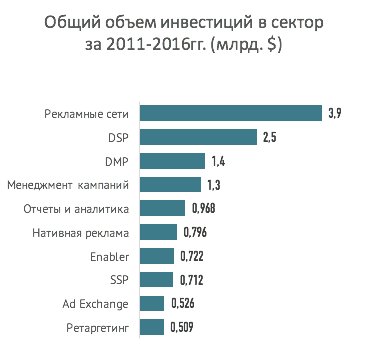 Общий объем инвестиций в сектор
за 2011-2016гг. (млрд. $)
Рекламные сети 3,9
DSP 2,5
DMP 1,4
Менеджмент кампаний 1,3
Отчеты и аналитика 0,968
Нативная реклама 0,796
Enabler 0,722
SSP 0,712
Ad Exchange 0,526
Ретаргетинг 0,509